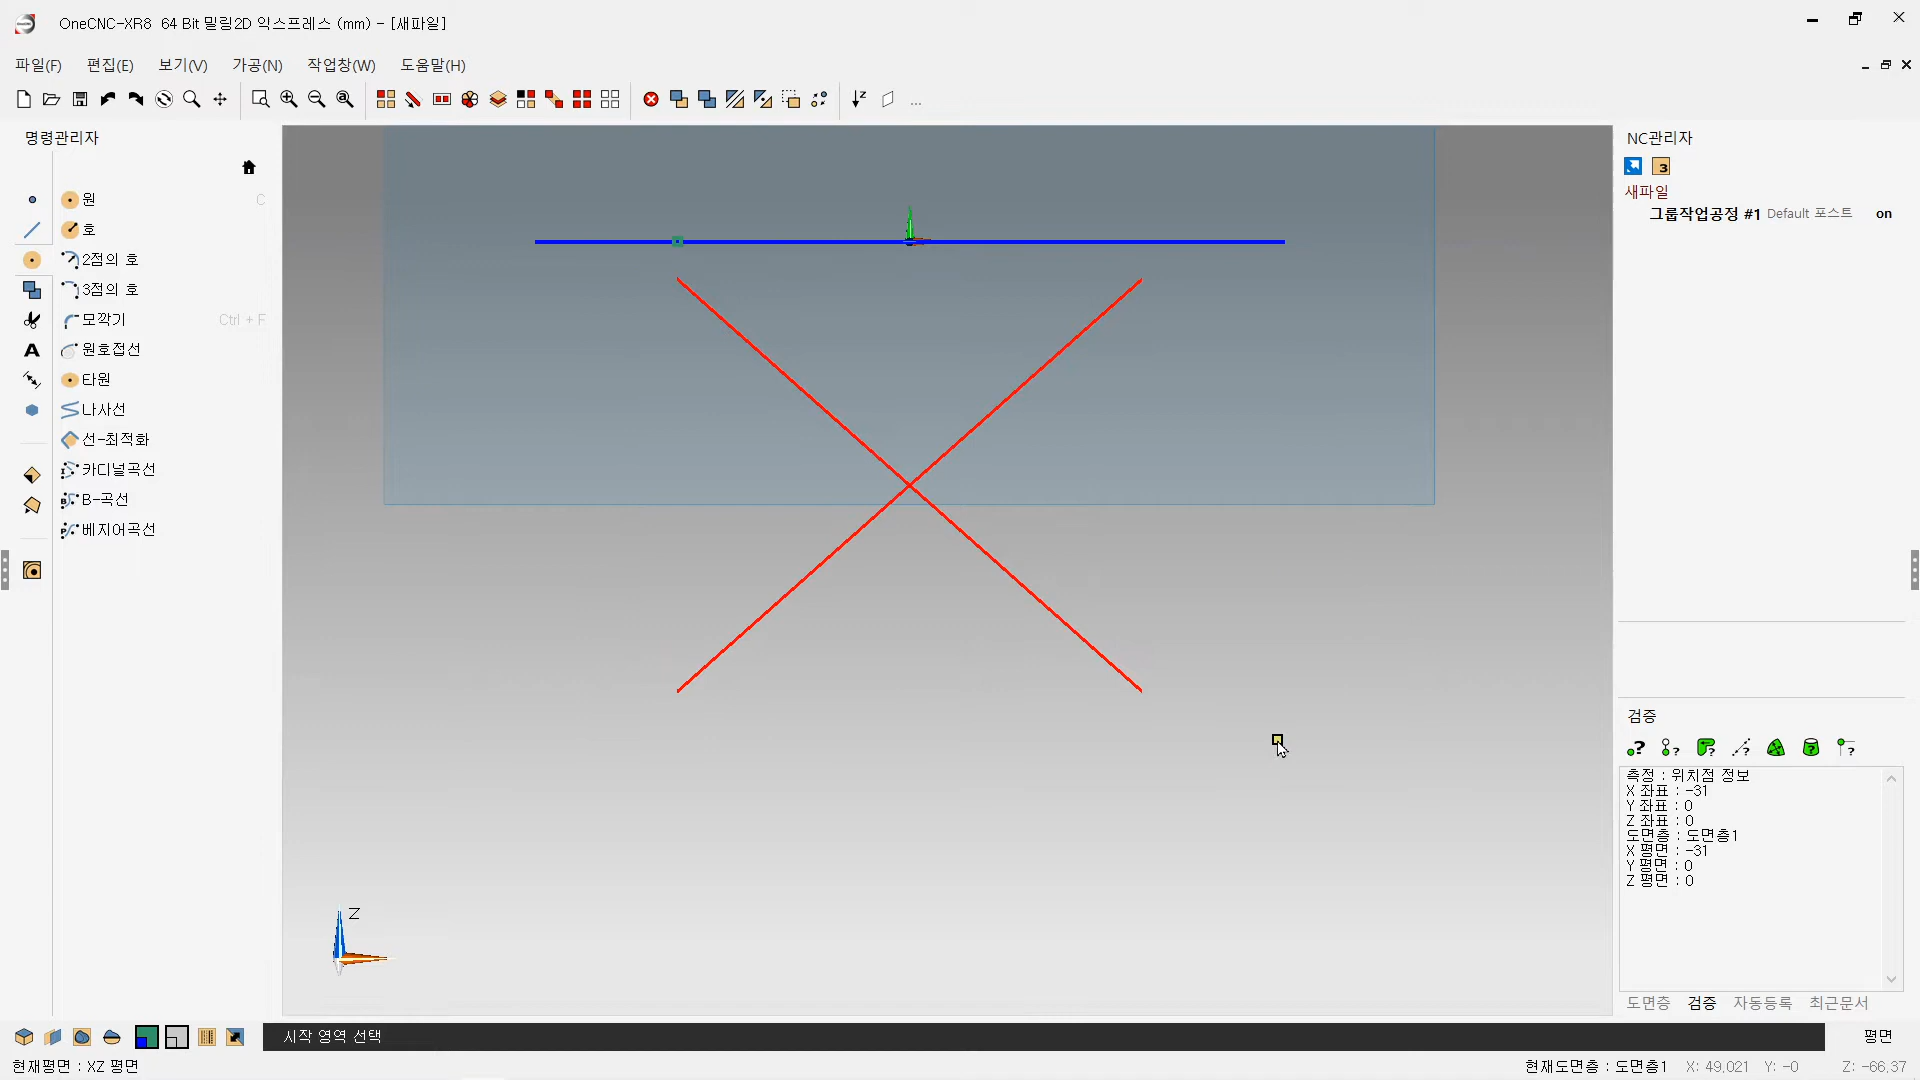 OneCNC-XR8 64 Bit 밀링2D 익스프레스 (mm) - [새파일]
파일(F) 편집(E) 보기(V) 가공(N) 작업창(W) 도움말(H)
명령관리자
원 C
호
2점의 호
3점의 호
모깍기 Ctrl + F
원호접선
타원
나사선
선-최적화
카디널곡선
B-곡선
베지어곡선
Z
NC관리자
3
새파일
그룹작업공정 #1 Default 포스트 on
검증
측정 : 위치점 정보
X 좌표 : -31
Y 좌표 : 0
Z 좌표 : 0
도면층 : 도면층1
X 평면 : -31
Y 평면 : 0
Z 평면 : 0
도면층 검증 자동등록 최근문서
시작 영역 선택
평면
현재평면 : XZ 평면
현재도면층 : 도면층1 X: 49,021 Y: -0 Z: -66,37